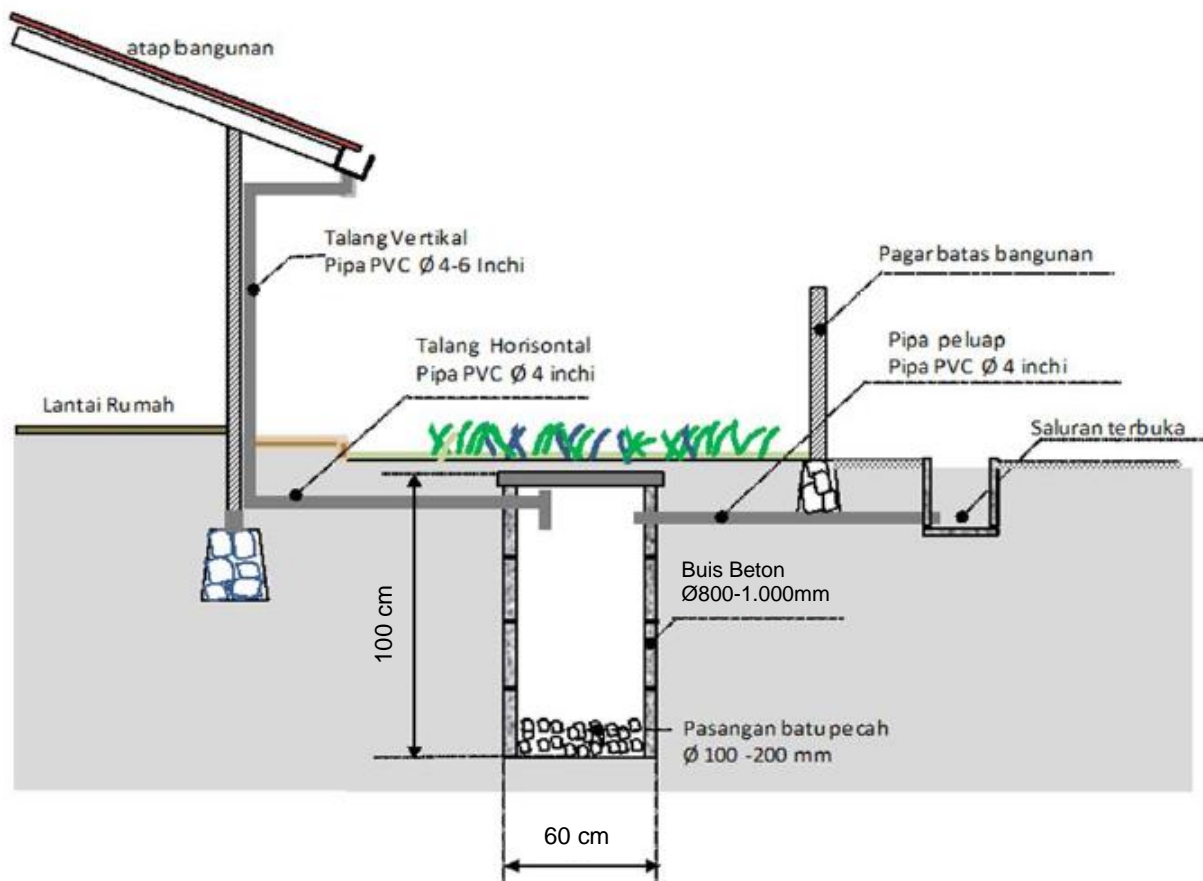 atap bangunan
Talang Vertikal
Pipa PVC Ø 4-6 Inchi
Pagar batas bangunan
Talang Horisontal
Pipa PVC Ø 4 inchi
Pipa peluap
Pipa PVC Ø 4 inchi
Lantai Rumah
Saluran terbuka
Buis Beton
Ø800-1.000mm
100 cm
Pasangan batu pecah
Ø 100 -200 mm
60 cm